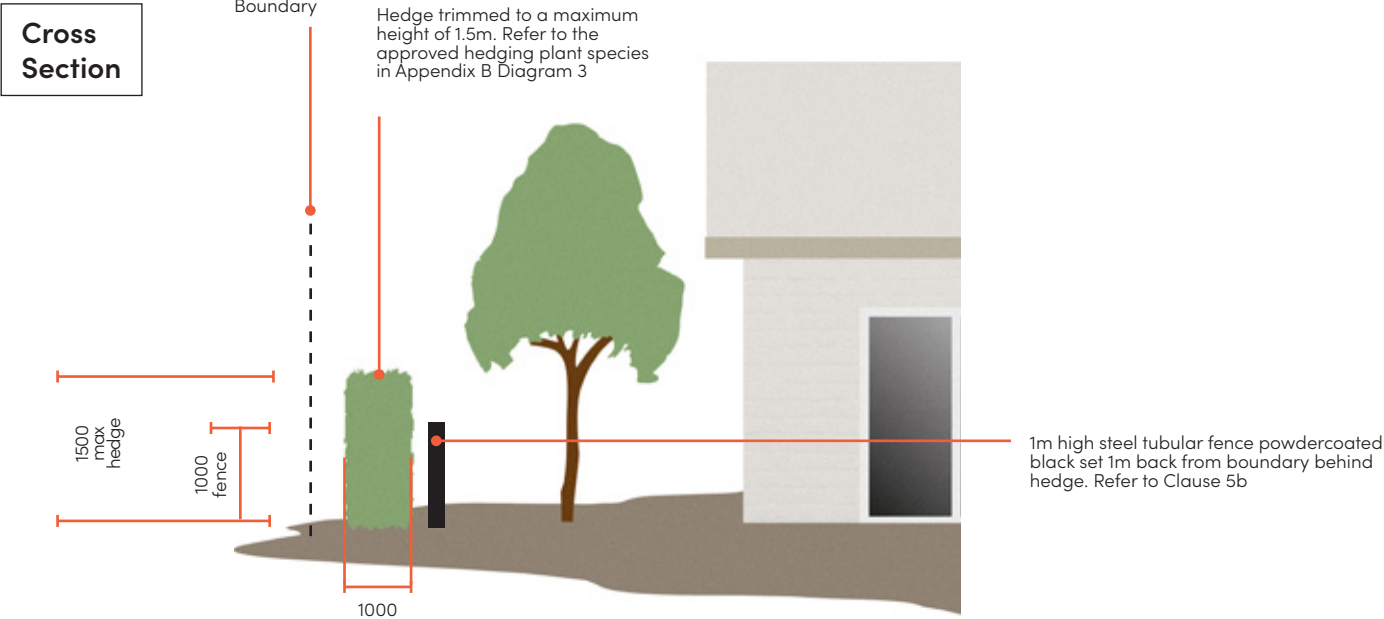 Cross
Section
Boundary
Hedge trimmed to a maximum
height of 1.5m. Refer to the
approved hedging plant species
in Appendix B Diagram 3
1500
max
hedge
1000
fence
1m high steel tubular fence powdercoated
black set 1m back from boundary behind
hedge. Refer to Clause 5b
1000